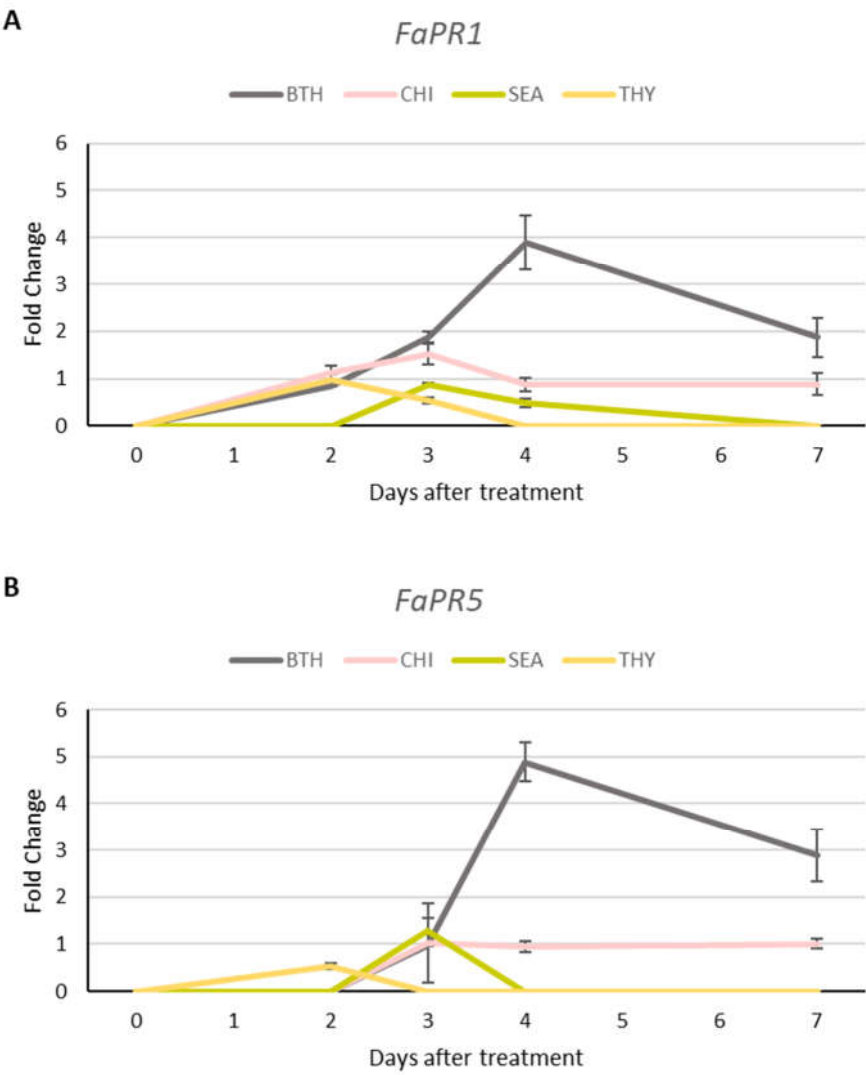 A
FaPR1
BTH CHI SEA THY
6
5
4
3
2
1
0
Fold Change
0 1 2 3 4 5 6 7
Days after treatment
B
FaPR5
BTH CHI SEA THY
6
5
4
3
2
1
0
Fold Change
0 1 2 3 4 5 6 7
Days after treatment